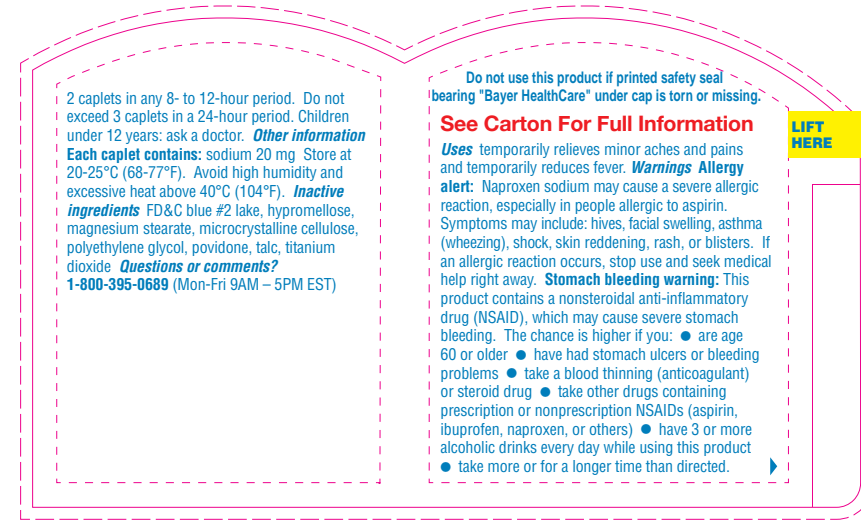 2 caplets in any 8- to 12-hour period.  Do not
exceed 3 caplets in a 24-hour period. Children
under 12 years: ask a doctor.  Other information
Each caplet contains: sodium 20 mg  Store at
20-25°C (68-77°F).  Avoid high humidity and
excessive heat above 40°C (104°F).  Inactive
ingredients  FD&C blue #2 lake, hypromellose,
magnesium stearate, microcrystalline cellulose,
polyethylene glycol, povidone, talc, titanium
dioxide  Questions or comments?
1-800-395-0689 (Mon-Fri 9AM – 5PM EST)
Do not use this product if printed safety seal
bearing "Bayer HealthCare" under cap is torn or missing.
See Carton For Full Information
Uses  temporarily relieves minor aches and pains
and temporarily reduces fever.  Warnings  Allergy
alert:  Naproxen sodium may cause a severe allergic
reaction, especially in people allergic to aspirin.
Symptoms may include: hives, facial swelling, asthma
(wheezing), shock, skin reddening, rash, or blisters.  If
an allergic reaction occurs, stop use and seek medical
help right away.  Stomach bleeding warning: This
product contains a nonsteroidal anti-inflammatory
drug (NSAID), which may cause severe stomach
bleeding.  The chance is higher if you: ● are age
60 or older ● have had stomach ulcers or bleeding
problems ● take a blood thinning (anticoagulant)
or steroid drug ● take other drugs containing
prescription or nonprescription NSAIDs (aspirin,
ibuprofen, naproxen, or others) ● have 3 or more
alcoholic drinks every day while using this product
● take more or for a longer time than directed.
LIFT
HERE